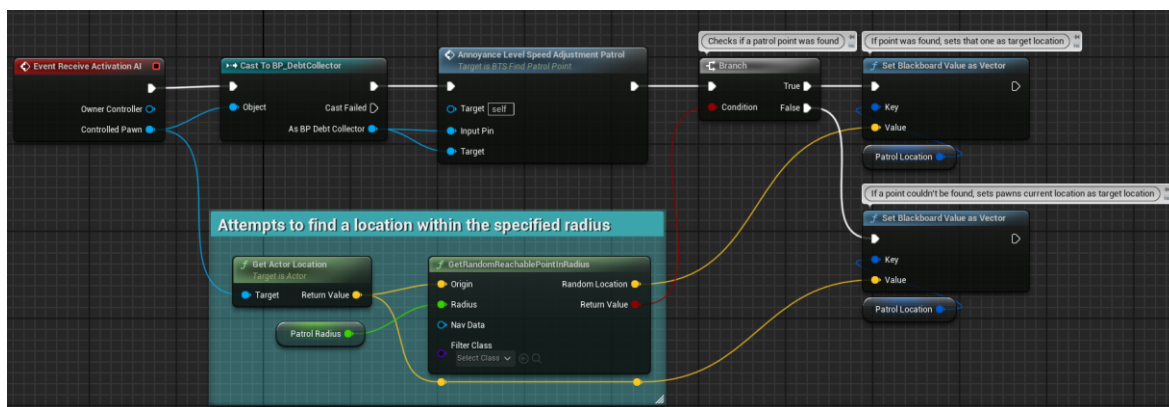 Event Receive Activation AI
Owner Controller
Controlled Pawn
Cast To BP_DebtCollector
Object
Cast Failed
As BP Debt Collector
Annoyance Level Speed Adjustment Patrol
Target is BTS Find Patrol Point
Target self
Input Pin
Target
Checks if a patrol point was found
Branch
True
Condition
False
If point was found, sets that one as target location
Set Blackboard Value as Vector
Key
Value
Patrol Location
If a point couldn't be found, sets pawns current location as target location
Set Blackboard Value as Vector
Key
Value
Patrol Location
Attempts to find a location within the specified radius
Get Actor Location
Target is Actor
Target
Return Value
Patrol Radius
GetRandomReachablePointInRadius
Origin
Random Location
Radius
Return Value
Nav Data
Filter Class
Select Class